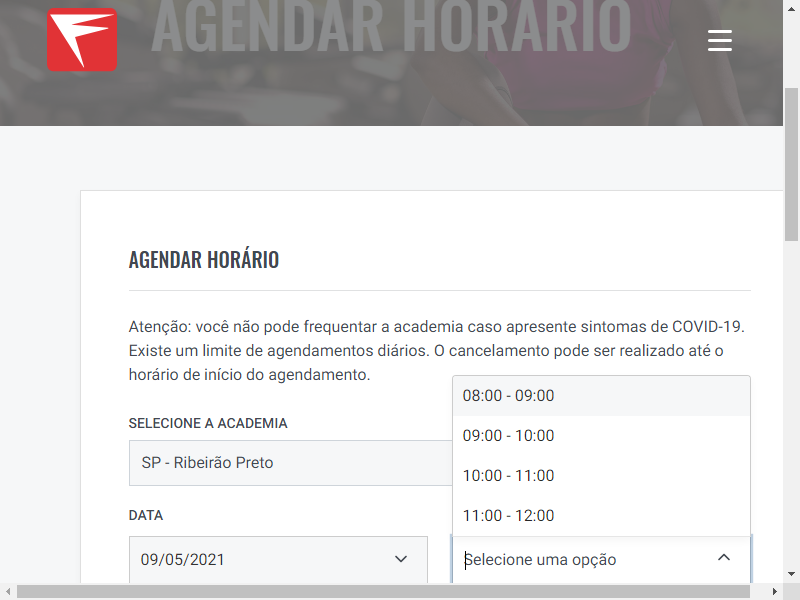 AGENDAR HORÁRIO
AGENDAR HORÁRIO
Atenção: você não pode frequentar a academia caso apresente sintomas de COVID-19.
Existe um limite de agendamentos diários. O cancelamento pode ser realizado até o
horário de início do agendamento.
SELECIONE A ACADEMIA
SP - Ribeirão Preto
DATA
09/05/2021
08:00 - 09:00
09:00 - 10:00
10:00 - 11:00
11:00 - 12:00
Selecione uma opção